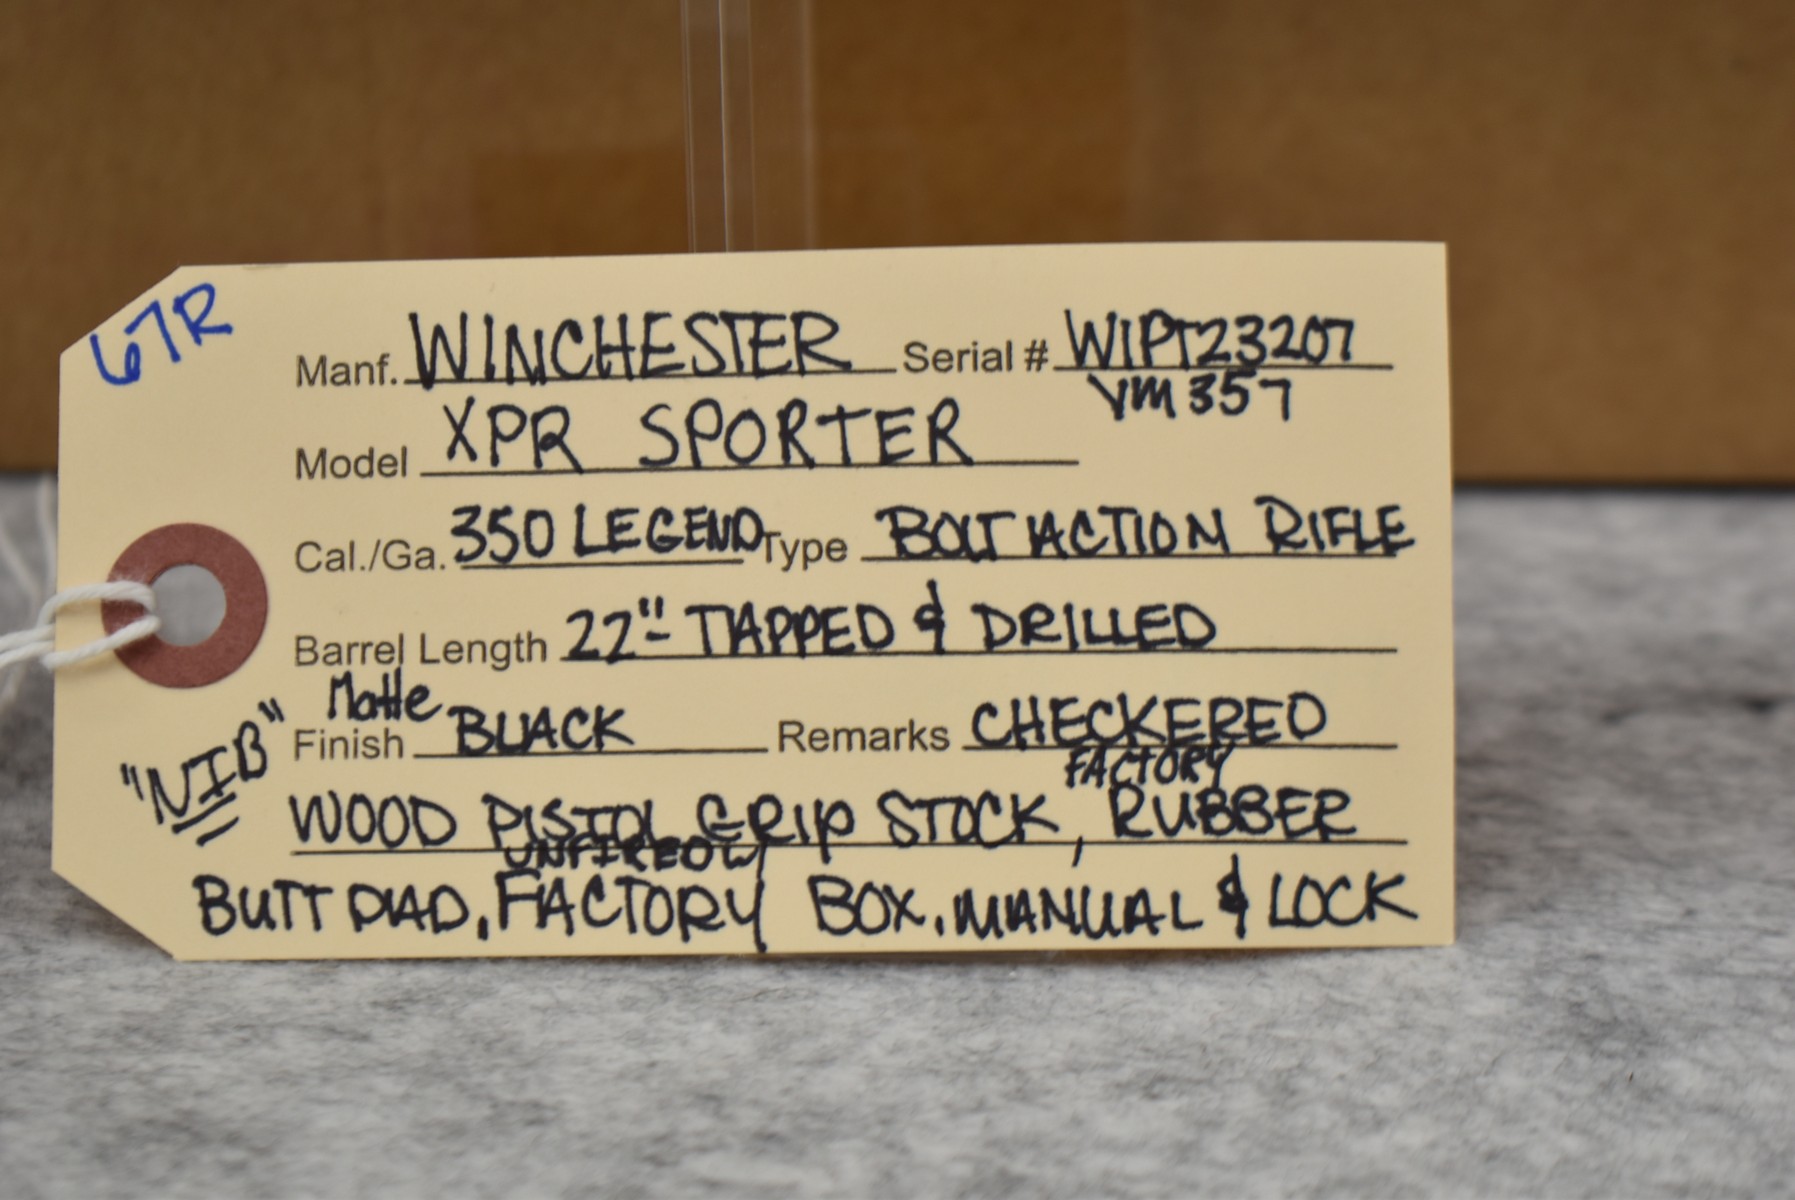 67R
Manf. WINCHESTER Serial # WIPT23207
YM357
Model XPR SPORTER
Cal./Ga. 350 LEGEND Type BOLT ACTION RIFLE
Barrel Length 22"- TAPPED & DRILLED
Matte
Finish BLACK Remarks CHECKERED
"NIB"
FACTORY
WOOD PISTOL GRIP STOCK, RUBBER
UNFIRED
BUTT PAD, FACTORY BOX, MANUAL & LOCK